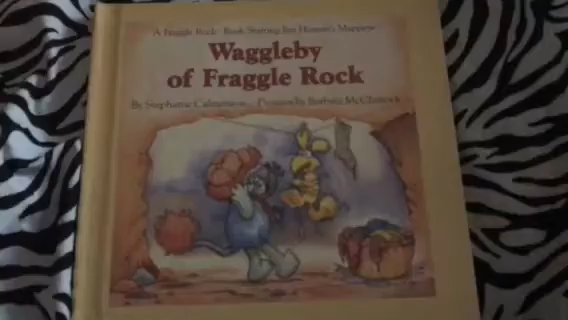 A Fraggle Rock Book Starring Jim Henson's Muppets
Waggleby
of Fraggle Rock
By Stephanie Calmenson Pictures by Barbara McClintock